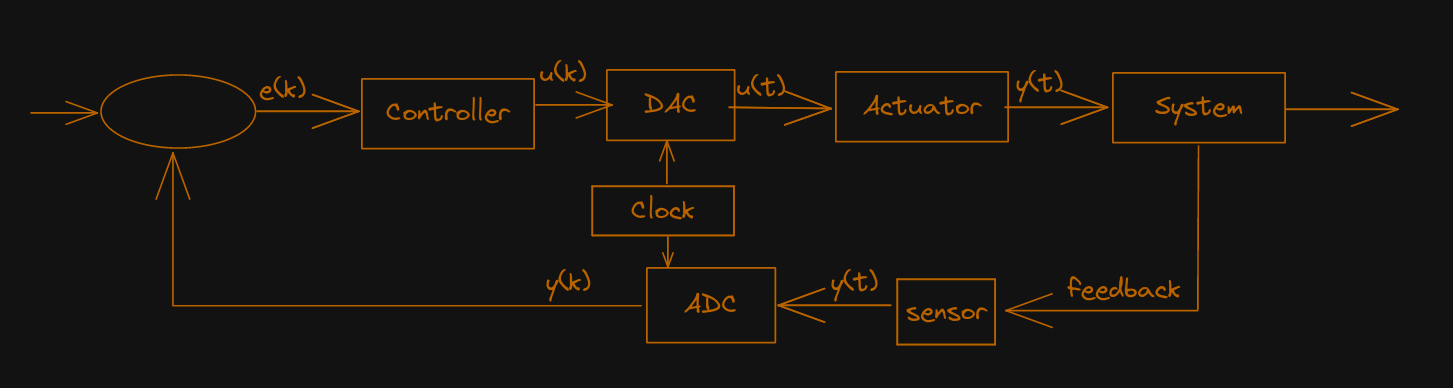 e(k)
Controller
u(k)
DAC
u(t)
Actuator
y(t)
System
Clock
y(k)
ADC
y(t)
sensor
feedback